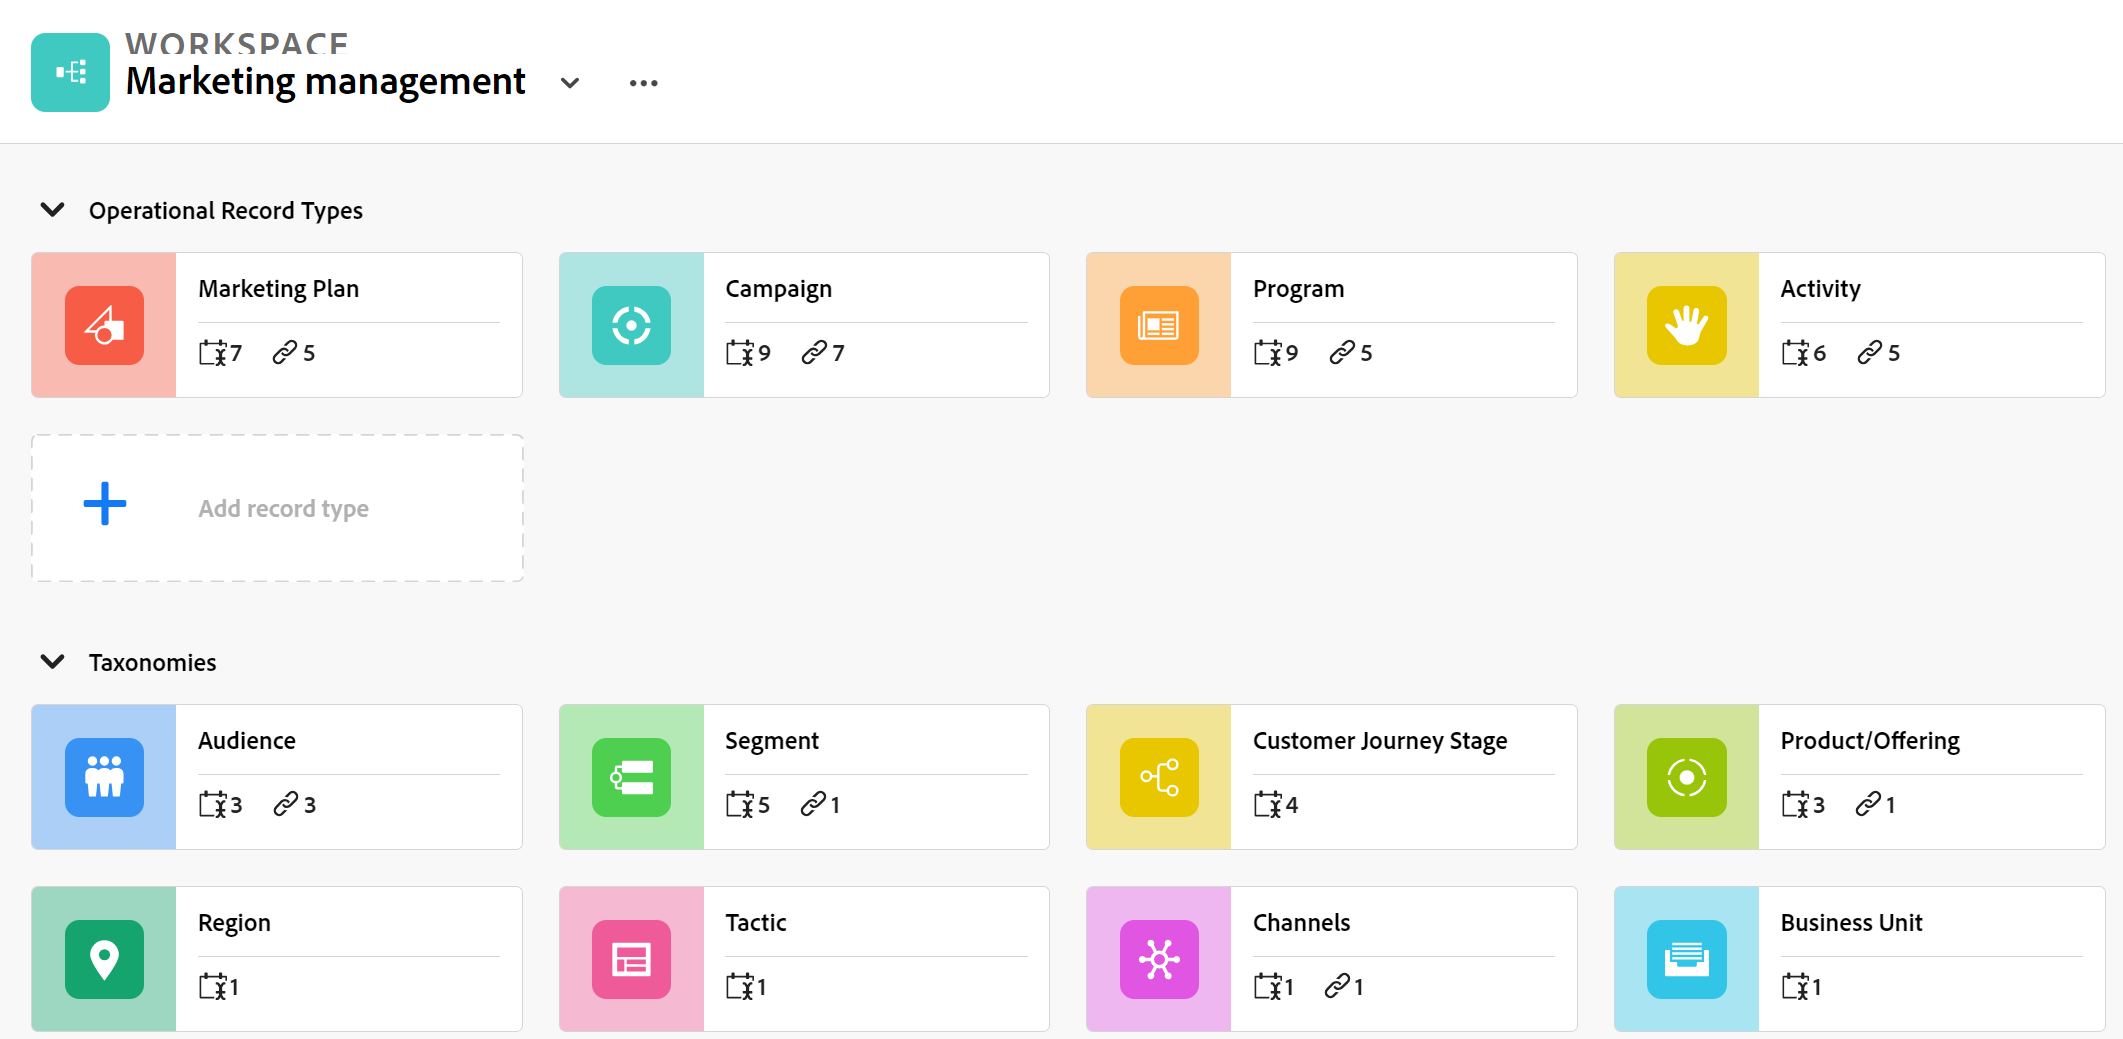 WORKSPACE
Marketing management
Operational Record Types
Marketing Plan
7 5
Campaign
9 7
Program
9 5
Activity
6 5
Add record type
Taxonomies
Audience
3 3
Segment
5 1
Customer Journey Stage
4
Product/Offering
3 1
Region
1
Tactic
1
Channels
1 1
Business Unit
1